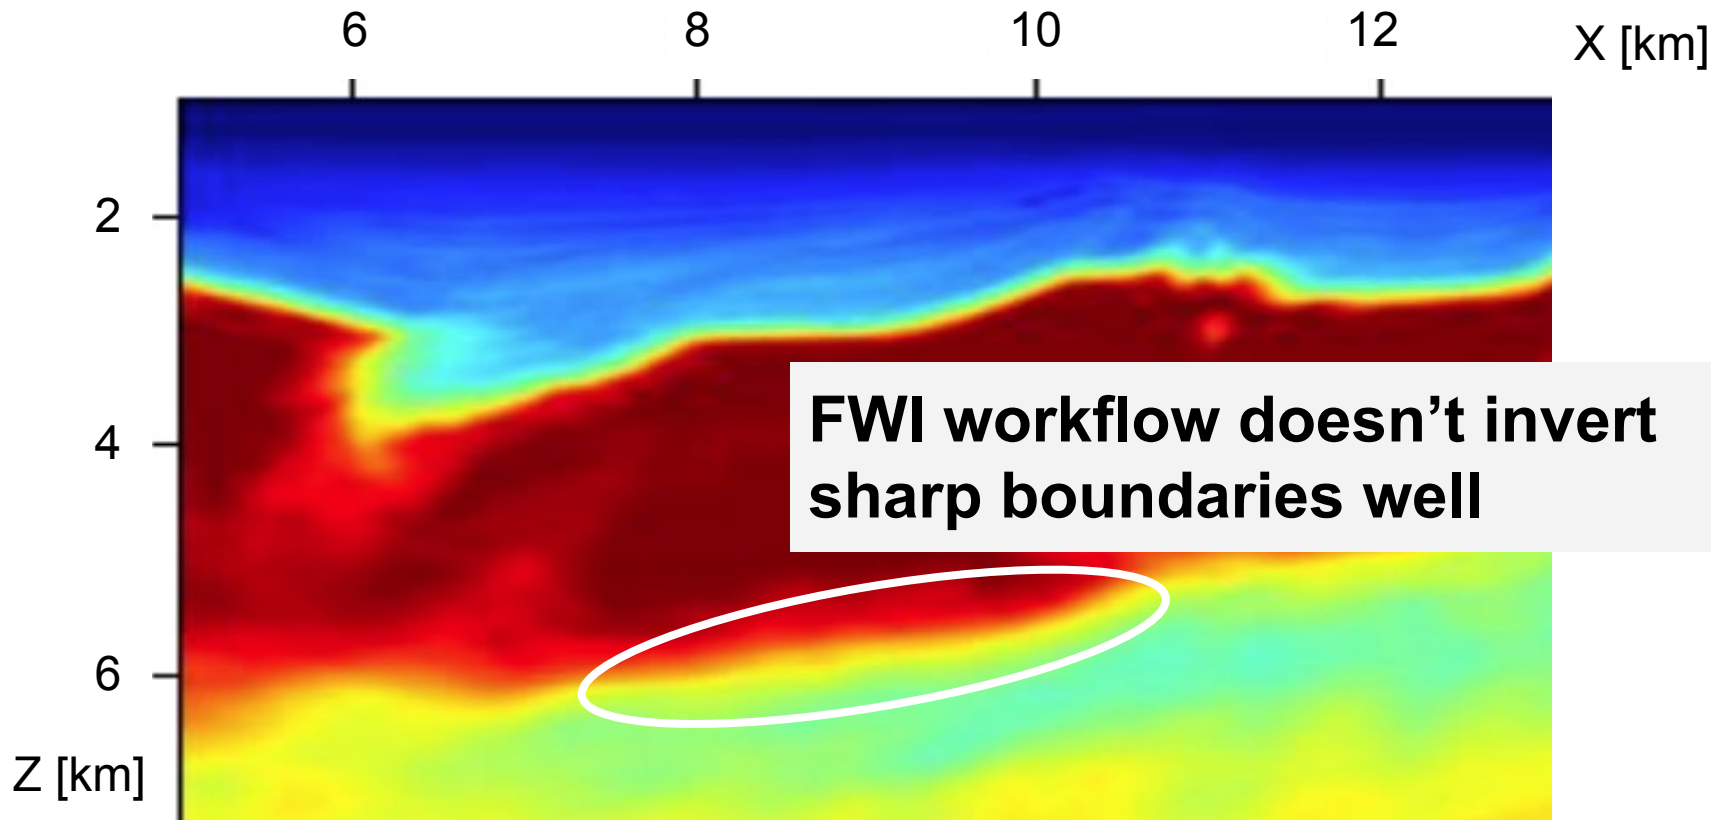 6 8 10 12 X [km]
2
FWI workflow doesn’t invert
sharp boundaries well
4
6
Z [km]